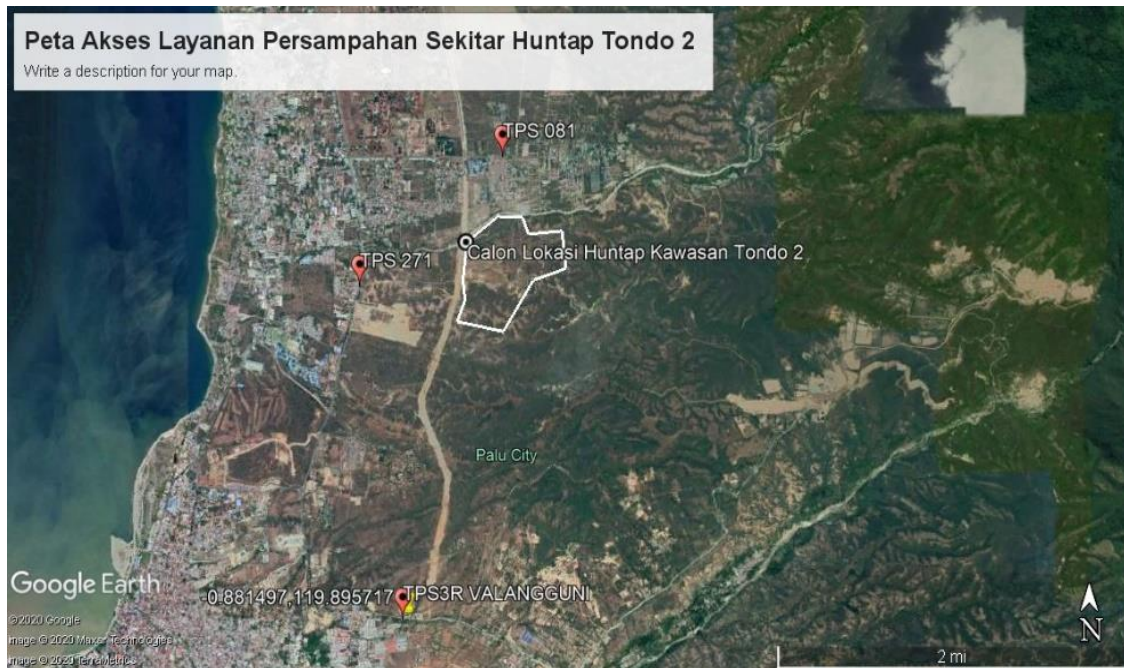 Peta Akses Layanan Persampahan Sekitar Huntap Tondo 2
Write a description for your map.
TPS 081
Calon Lokasi Huntap Kawasan Tondo 2
TPS 271
Palu City
Google Earth
0.881497,119.895717
TPS3R VALANGGUNI
©2020 Google
Image © 2020 Maxar Technologies
Image © 2020 TerraMetrics
2 mi
N